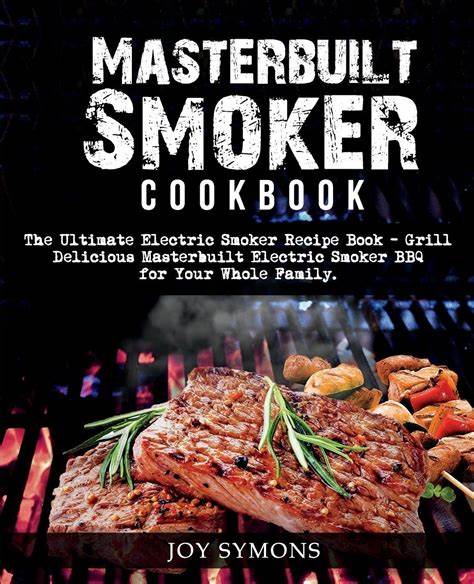 MASTERBUILT
SMOKER
COOKBOOK
The Ultimate Electric Smoker Recipe Book - Grill
Delicious Masterbuilt Electric Smoker BBQ
for Your Whole Family.
JOY SYMONS